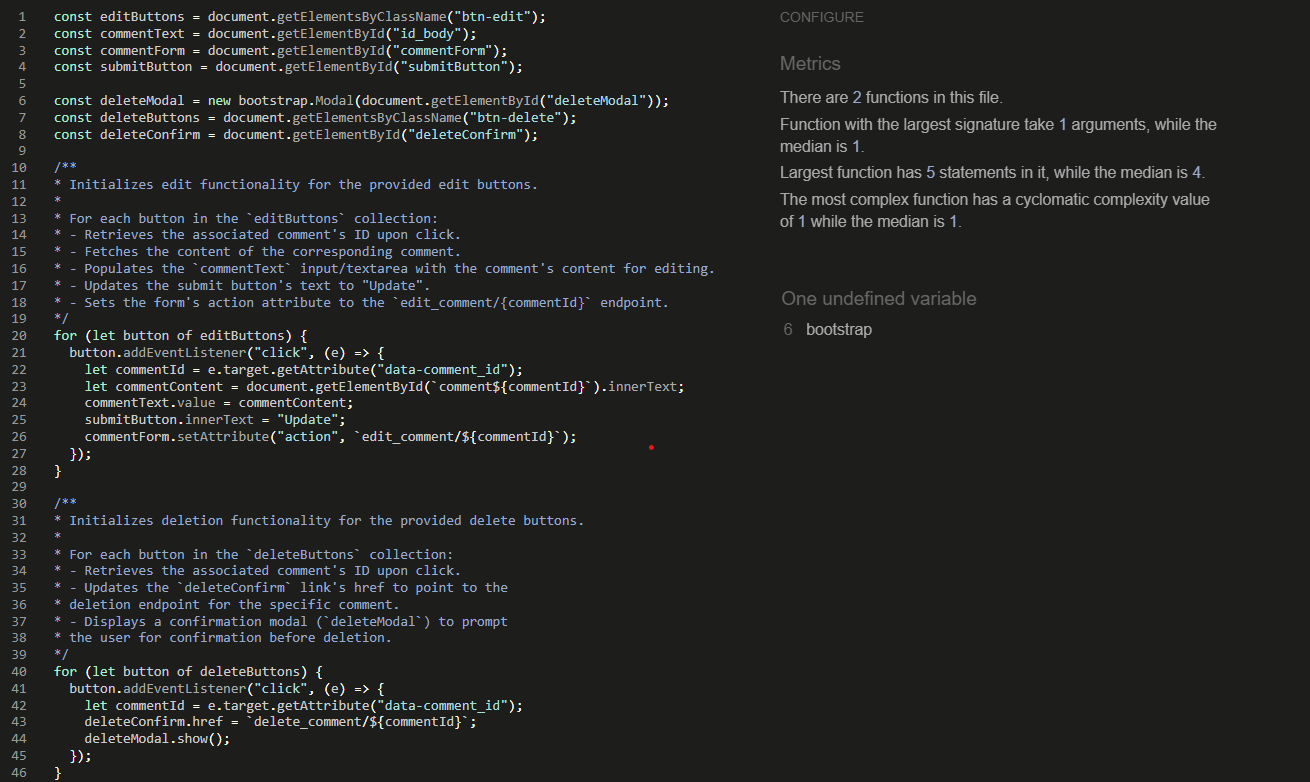 1 const editButtons = document.getElementsByClassName("btn-edit");
2 const commentText = document.getElementById("id_body");
3 const commentForm = document.getElementById("commentForm");
4 const submitButton = document.getElementById("submitButton");
5
6 const deleteModal = new bootstrap.Modal(document.getElementById("deleteModal"));
7 const deleteButtons = document.getElementsByClassName("btn-delete");
8 const deleteConfirm = document.getElementById("deleteConfirm");
9
10 /**
11 * Initializes edit functionality for the provided edit buttons.
12 *
13 * For each button in the `editButtons` collection:
14 * - Retrieves the associated comment's ID upon click.
15 * - Fetches the content of the corresponding comment.
16 * - Populates the `commentText` input/textarea with the comment's content for editing.
17 * - Updates the submit button's text to "Update".
18 * - Sets the form's action attribute to the `edit_comment/{commentId}` endpoint.
19 */
20 for (let button of editButtons) {
21   button.addEventListener("click", (e) => {
22     let commentId = e.target.getAttribute("data-comment_id");
23     let commentContent = document.getElementById(`comment${commentId}`).innerText;
24     commentText.value = commentContent;
25     submitButton.innerText = "Update";
26     commentForm.setAttribute("action", `edit_comment/${commentId}`);
27   });
28 }
29
30 /**
31 * Initializes deletion functionality for the provided delete buttons.
32 *
33 * For each button in the `deleteButtons` collection:
34 * - Retrieves the associated comment's ID upon click.
35 * - Updates the `deleteConfirm` link's href to point to the
36 * deletion endpoint for the specific comment.
37 * - Displays a confirmation modal (`deleteModal`) to prompt
38 * the user for confirmation before deletion.
39 */
40 for (let button of deleteButtons) {
41   button.addEventListener("click", (e) => {
42     let commentId = e.target.getAttribute("data-comment_id");
43     deleteConfirm.href = `delete_comment/${commentId}`;
44     deleteModal.show();
45   });
46 }
CONFIGURE
Metrics
There are 2 functions in this file.
Function with the largest signature take 1 arguments, while the
median is 1.
Largest function has 5 statements in it, while the median is 4.
The most complex function has a cyclomatic complexity value
of 1 while the median is 1.
One undefined variable
6 bootstrap